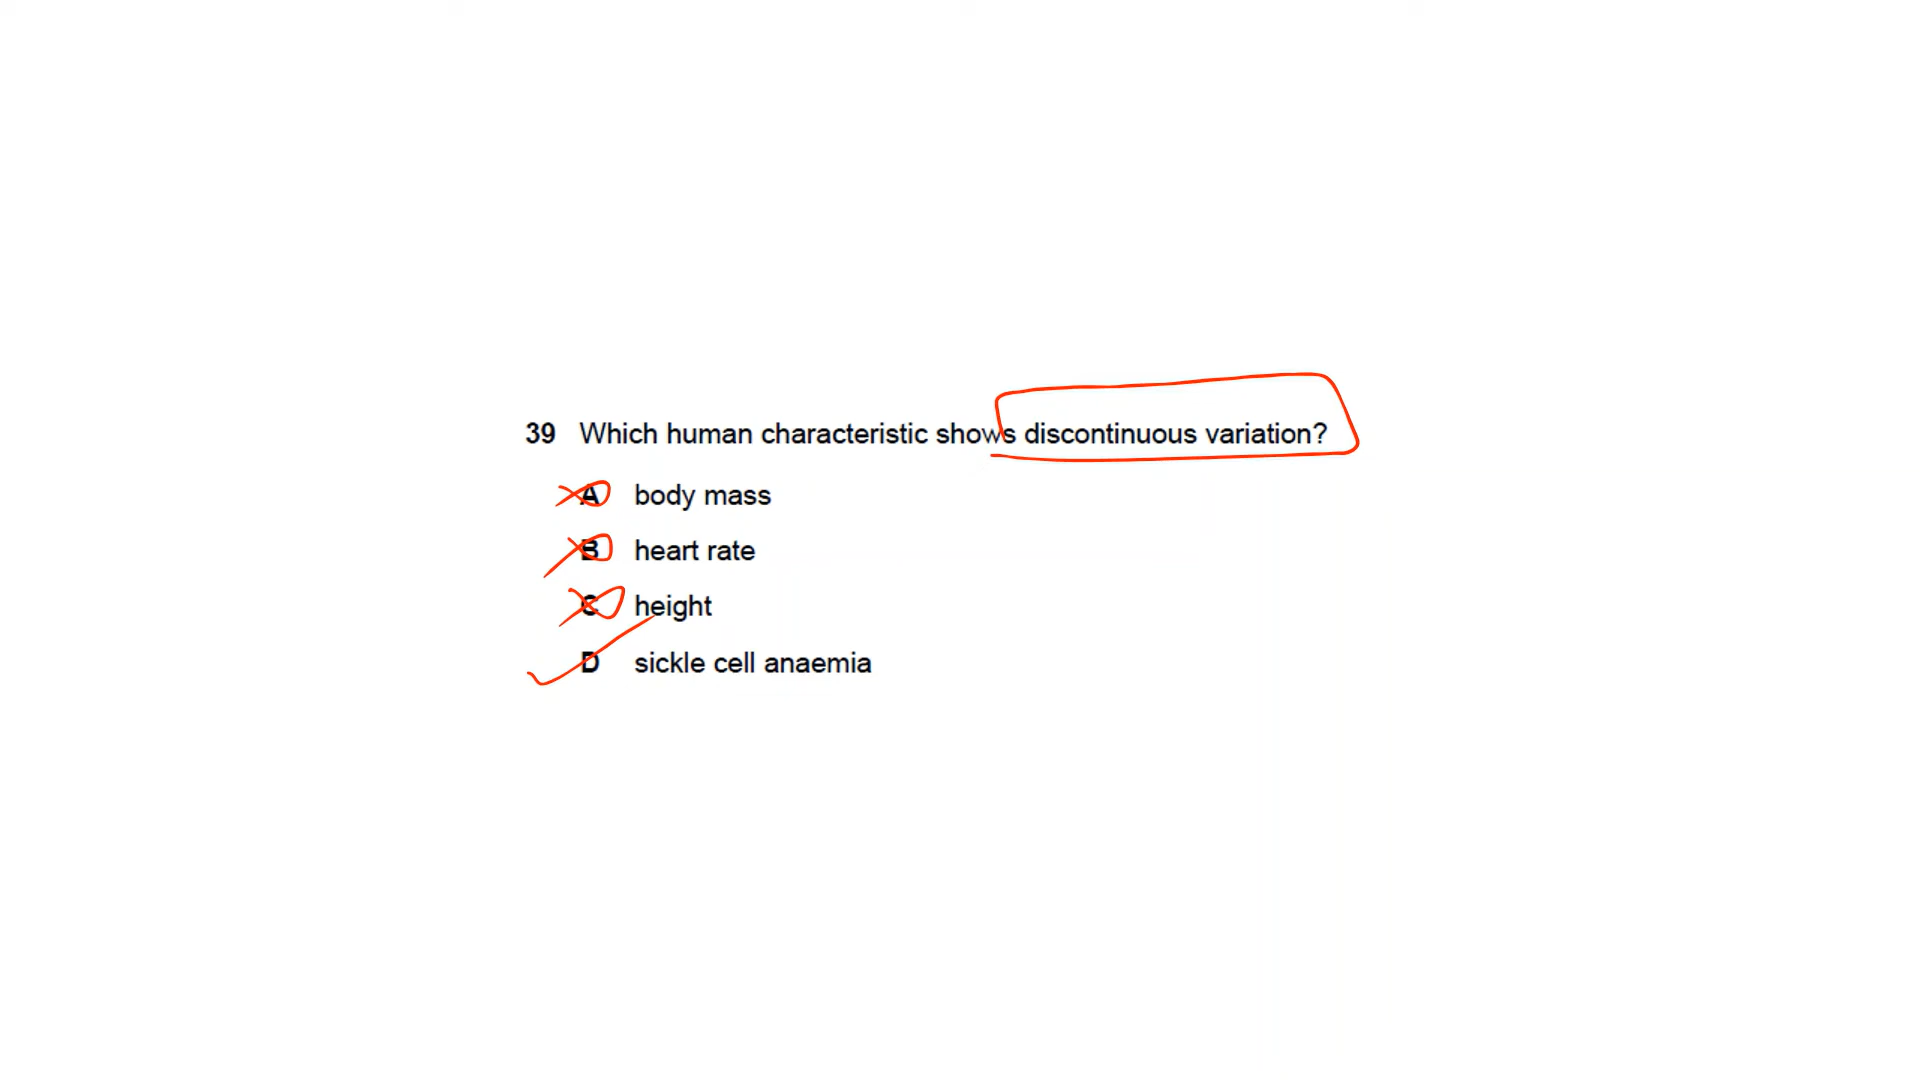 39 Which human characteristic shows discontinuous variation?
A body mass
B heart rate
C height
D sickle cell anaemia